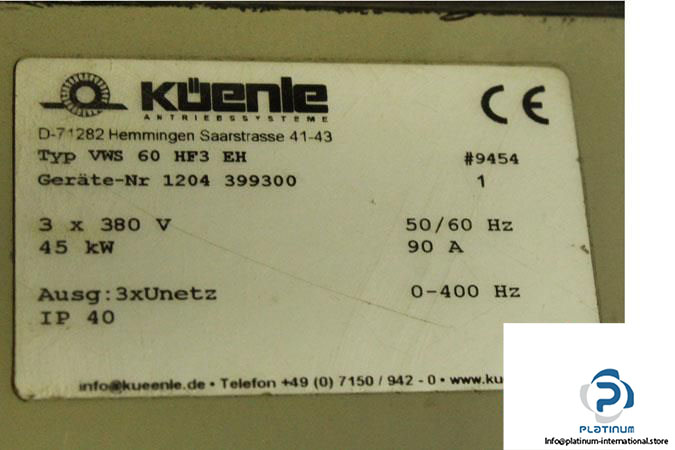 KÜENLE
ANTRIEBSSYSTEME
CE
D-71282 Hemmingen Saarstrasse 41-43
Typ VWS 60 HF3 EH #9454
Geräte-Nr 1204 399300 1
3 x 380 V 50/60 Hz
45 kW 90 A
Ausg:3xUnetz 0-400 Hz
IP 40
info@kueenle.de • Telefon +49 (0) 7150 / 942 - 0 • www.ku
PLATINUM
Info@platinum-international.store